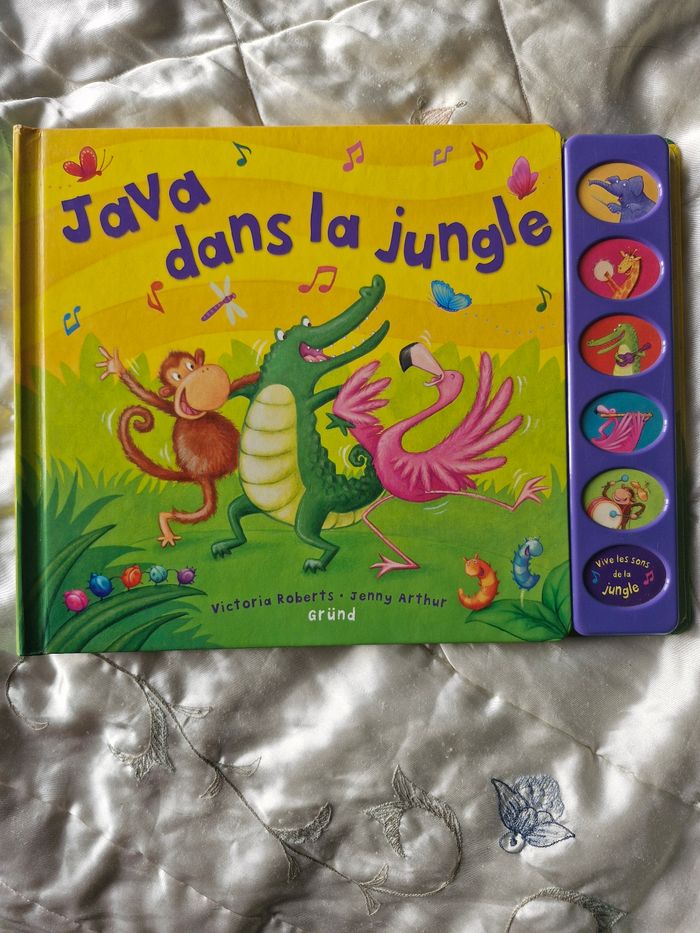 Java
dans la jungle
Victoria Roberts • Jenny Arthur
Gründ
Vive les sons
de la
jungle